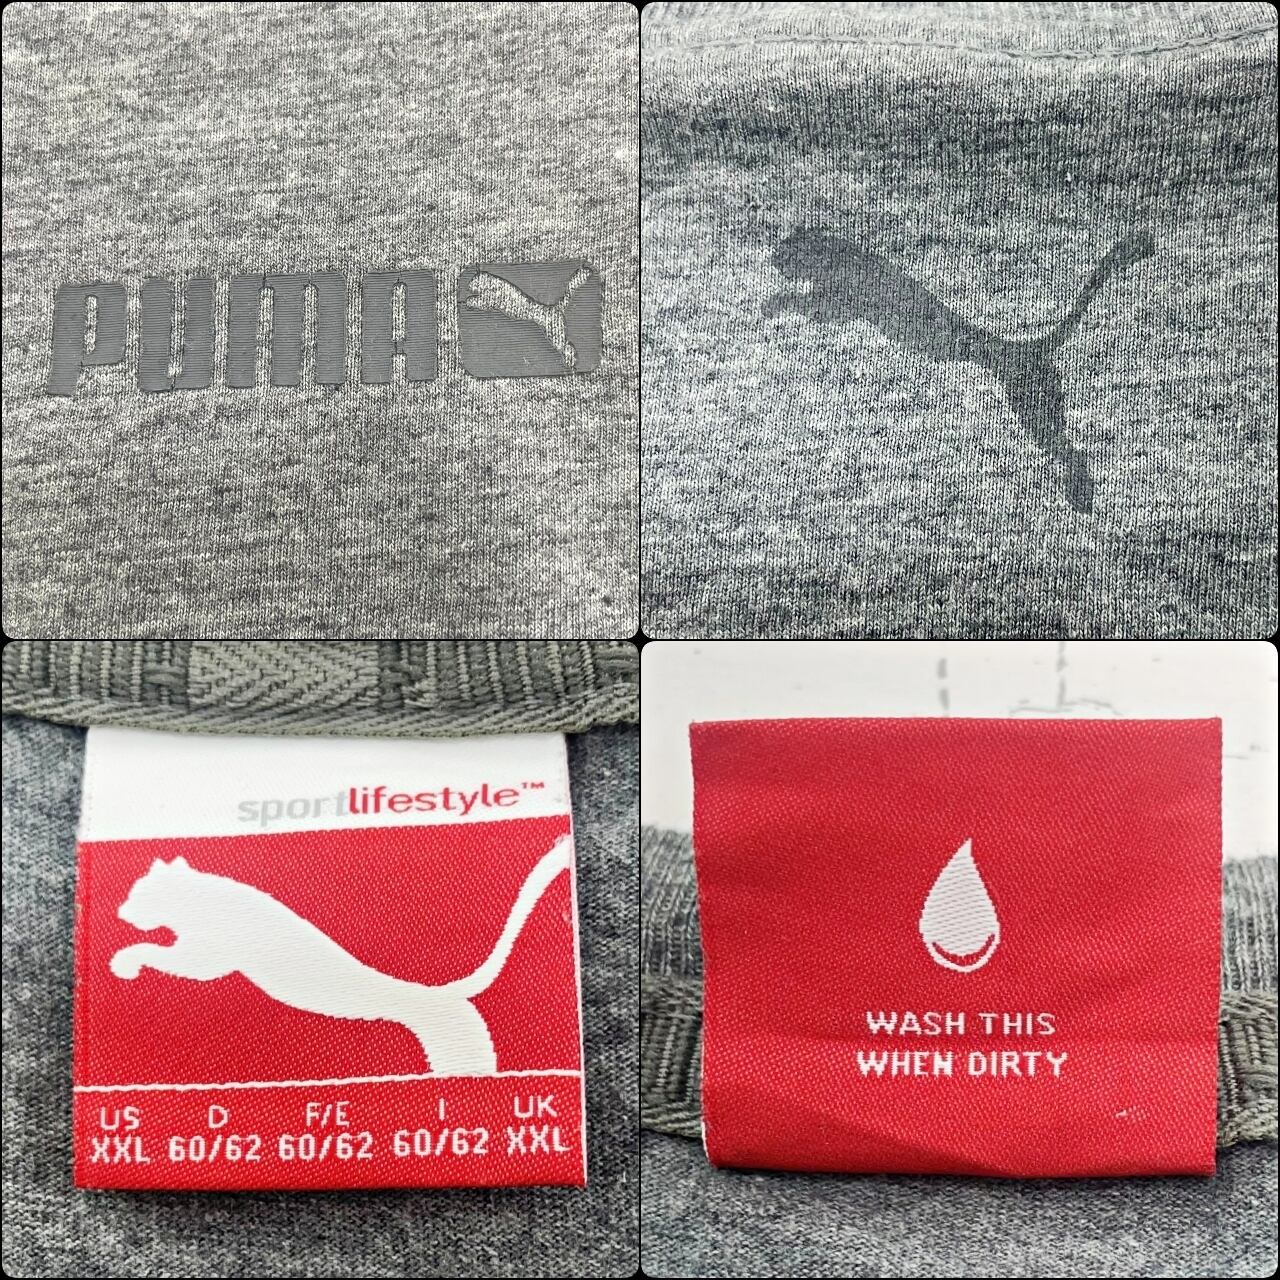 PUMA
sportlifestyle™
US D F/E I UK
XXL 60/62 60/62 60/62 XXL
WASH THIS
WHEN DIRTY